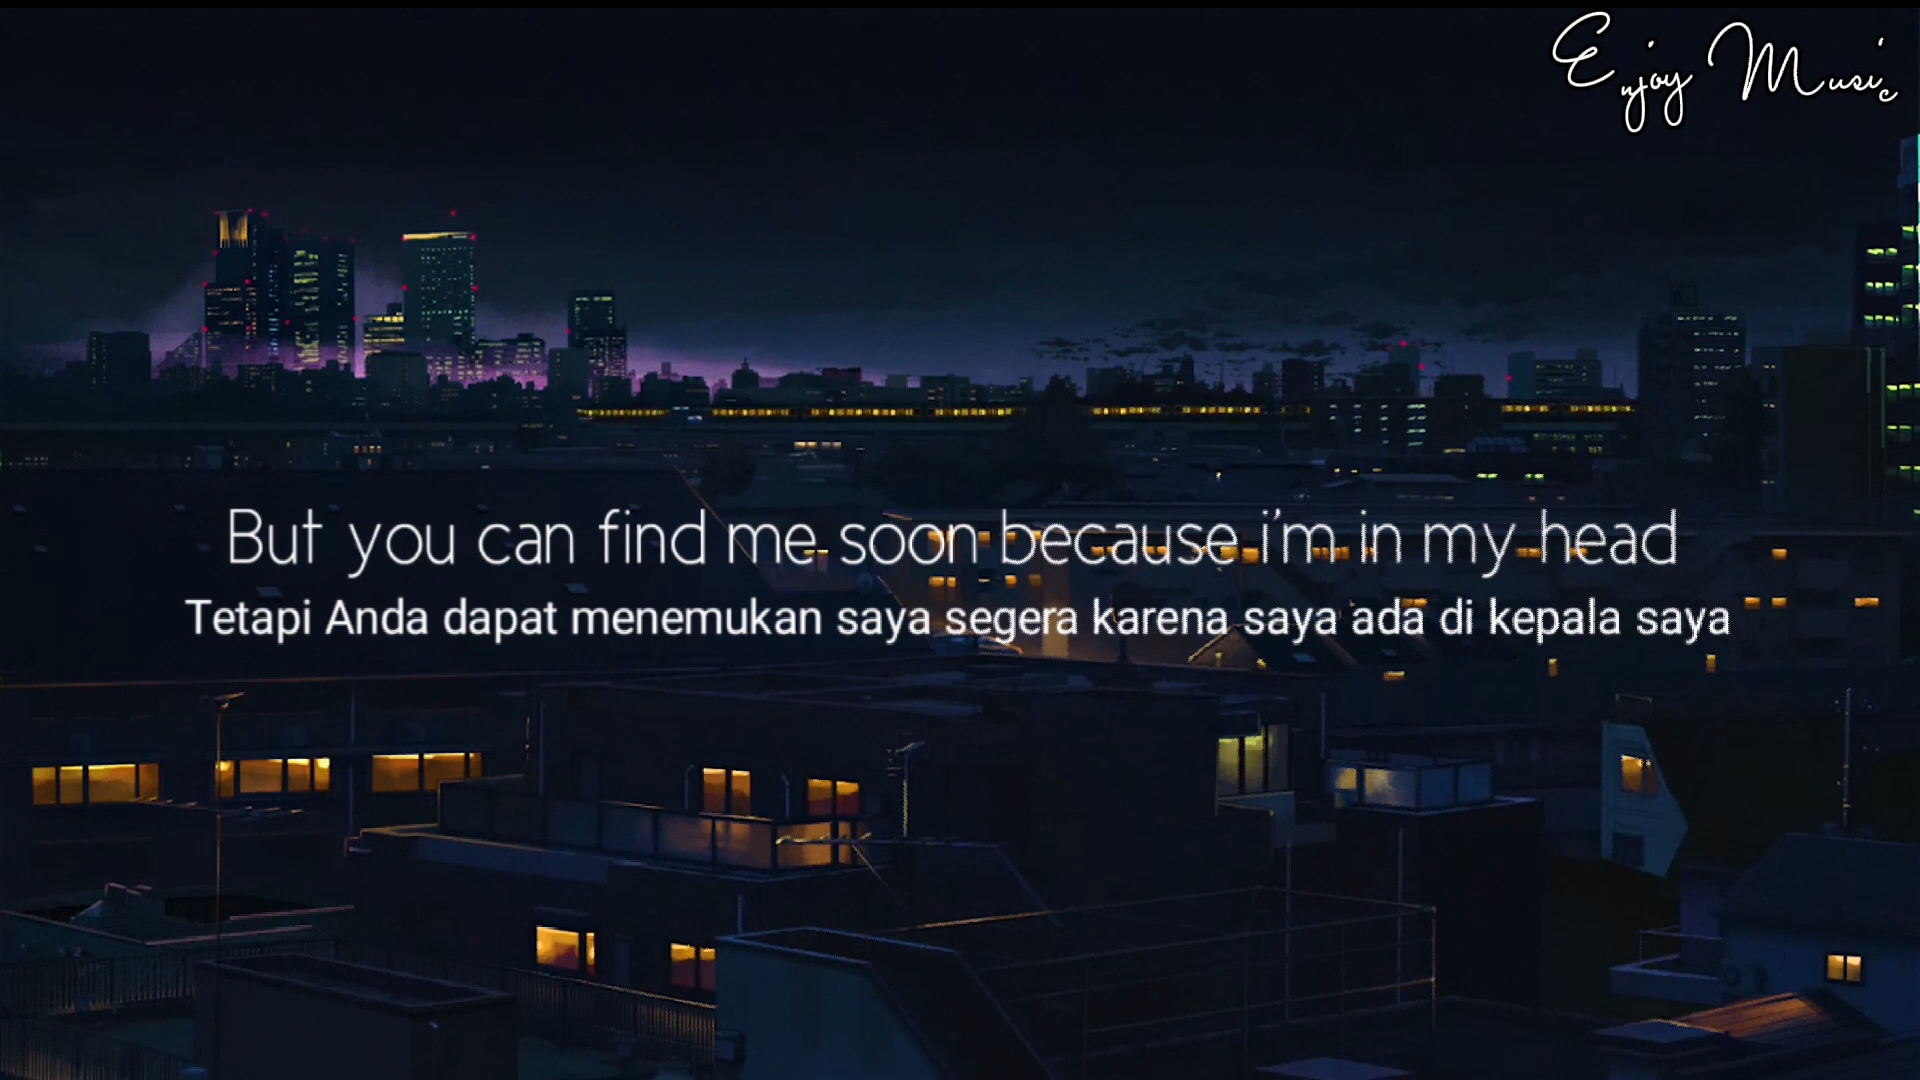 Enjoy Music
But you can find me soon because i'm in my head
Tetapi Anda dapat menemukan saya segera karena saya ada di kepala saya